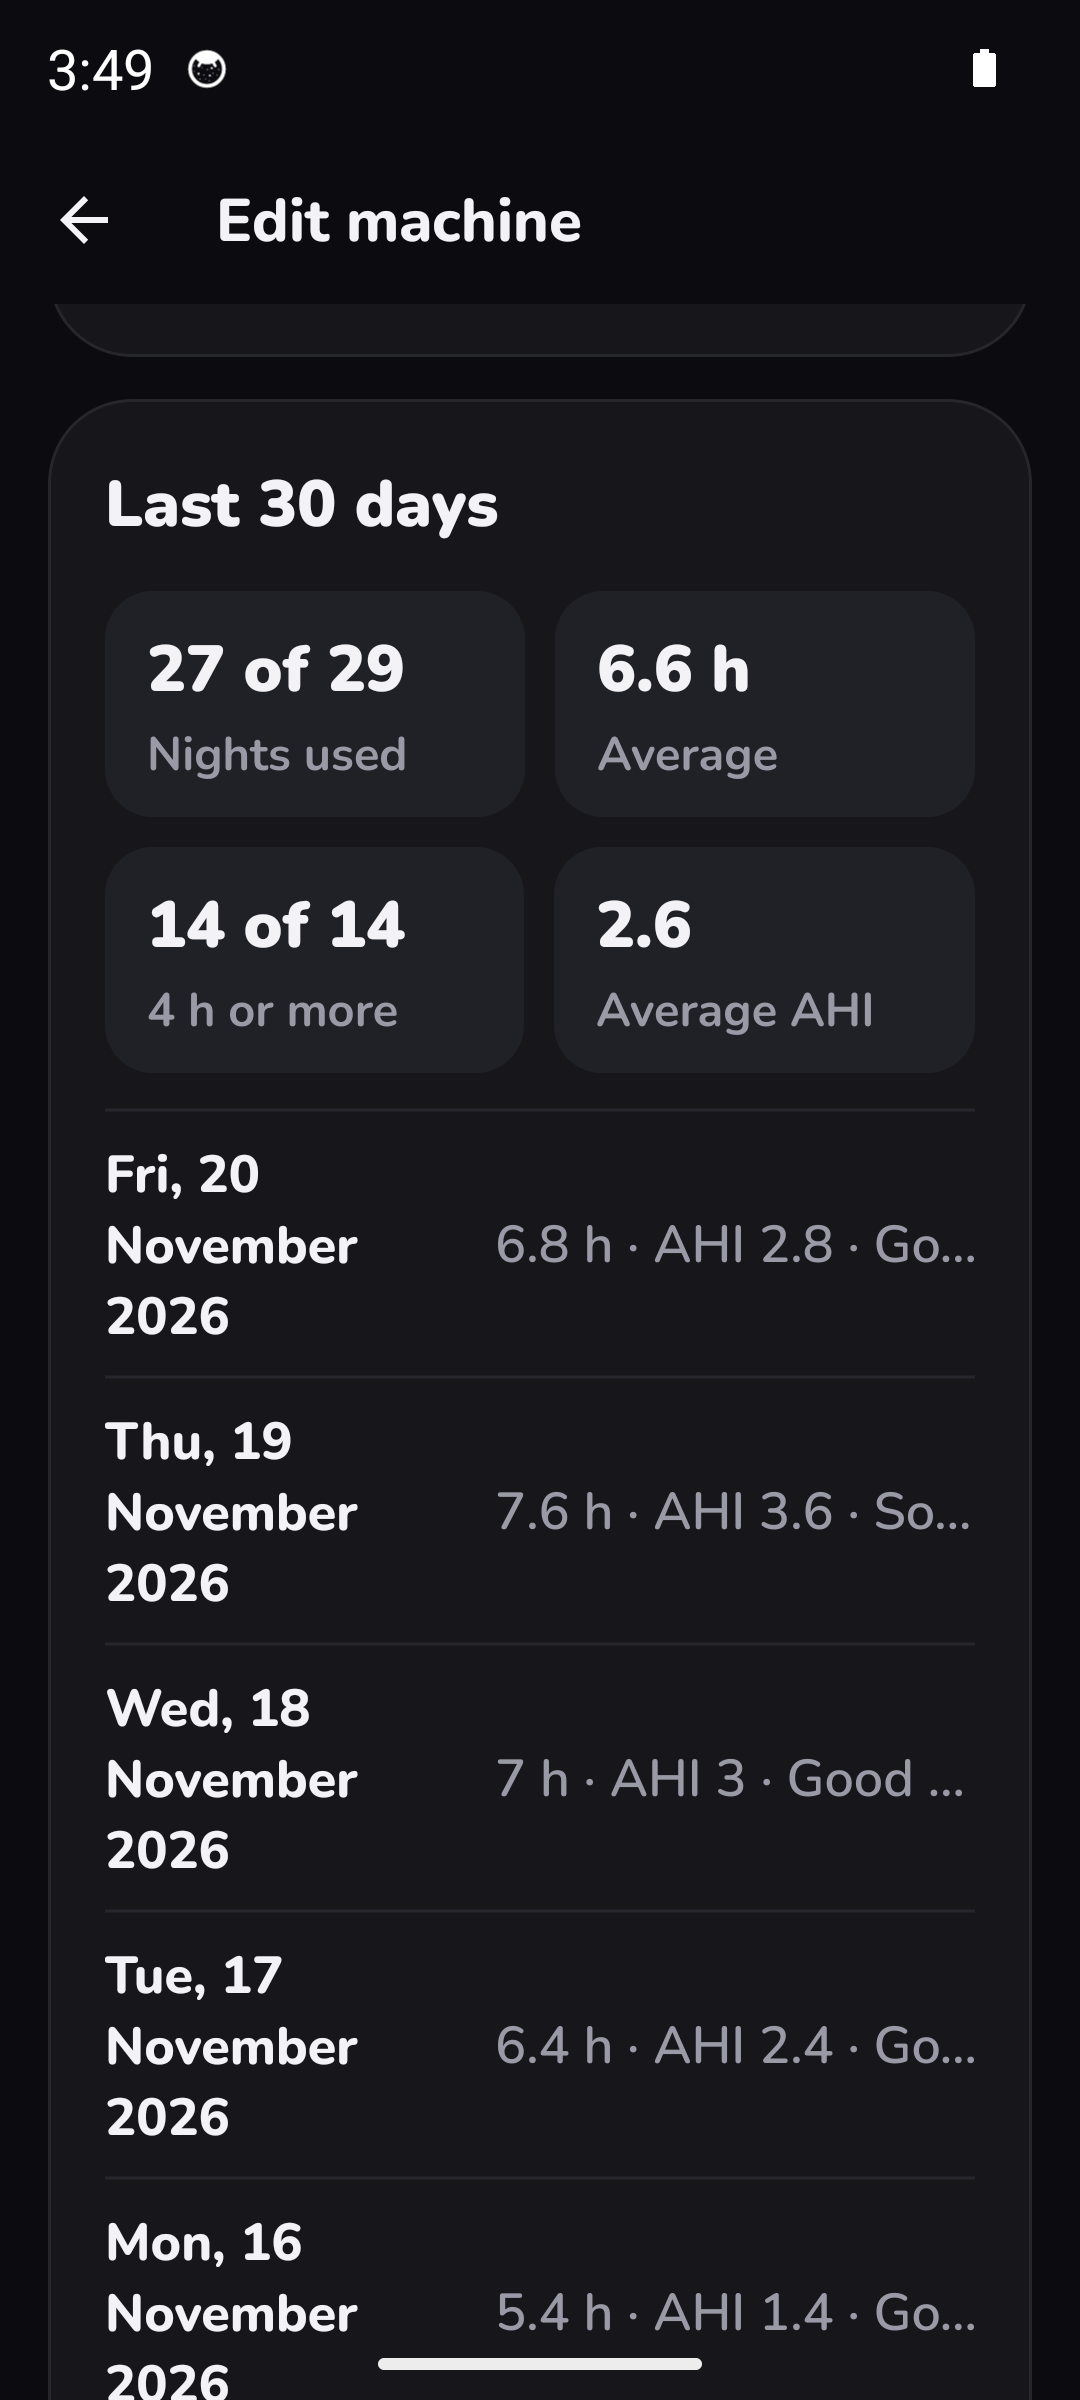 3:49
Edit machine
Last 30 days
27 of 29
Nights used
6.6 h
Average
14 of 14
4 h or more
2.6
Average AHI
Fri, 20
November
2026
6.8 h · AHI 2.8 · Go...
Thu, 19
November
2026
7.6 h · AHI 3.6 · So...
Wed, 18
November
2026
7 h · AHI 3 · Good ...
Tue, 17
November
2026
6.4 h · AHI 2.4 · Go...
Mon, 16
November
2026
5.4 h · AHI 1.4 · Go...